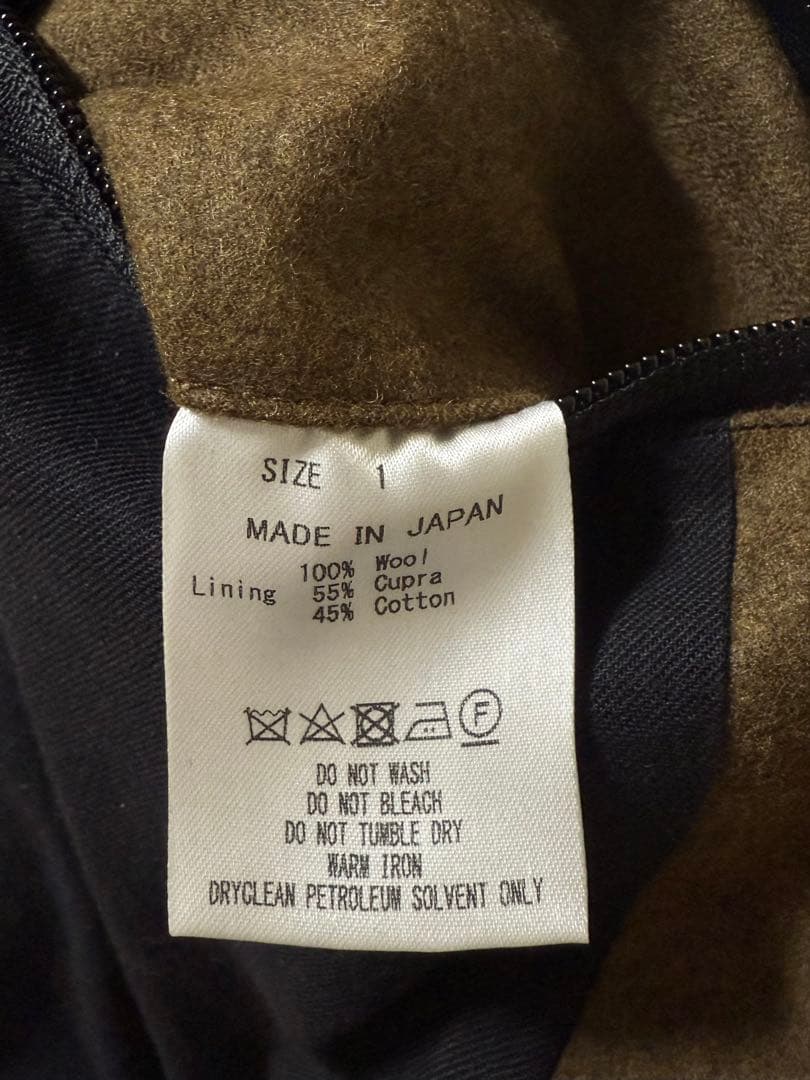 SIZE 1
MADE IN JAPAN
100% Wool
Lining 55% Cupra
45% Cotton
F
DO NOT WASH
DO NOT BLEACH
DO NOT TUMBLE DRY
WARM IRON
DRYCLEAN PETROLEUM SOLVENT ONLY